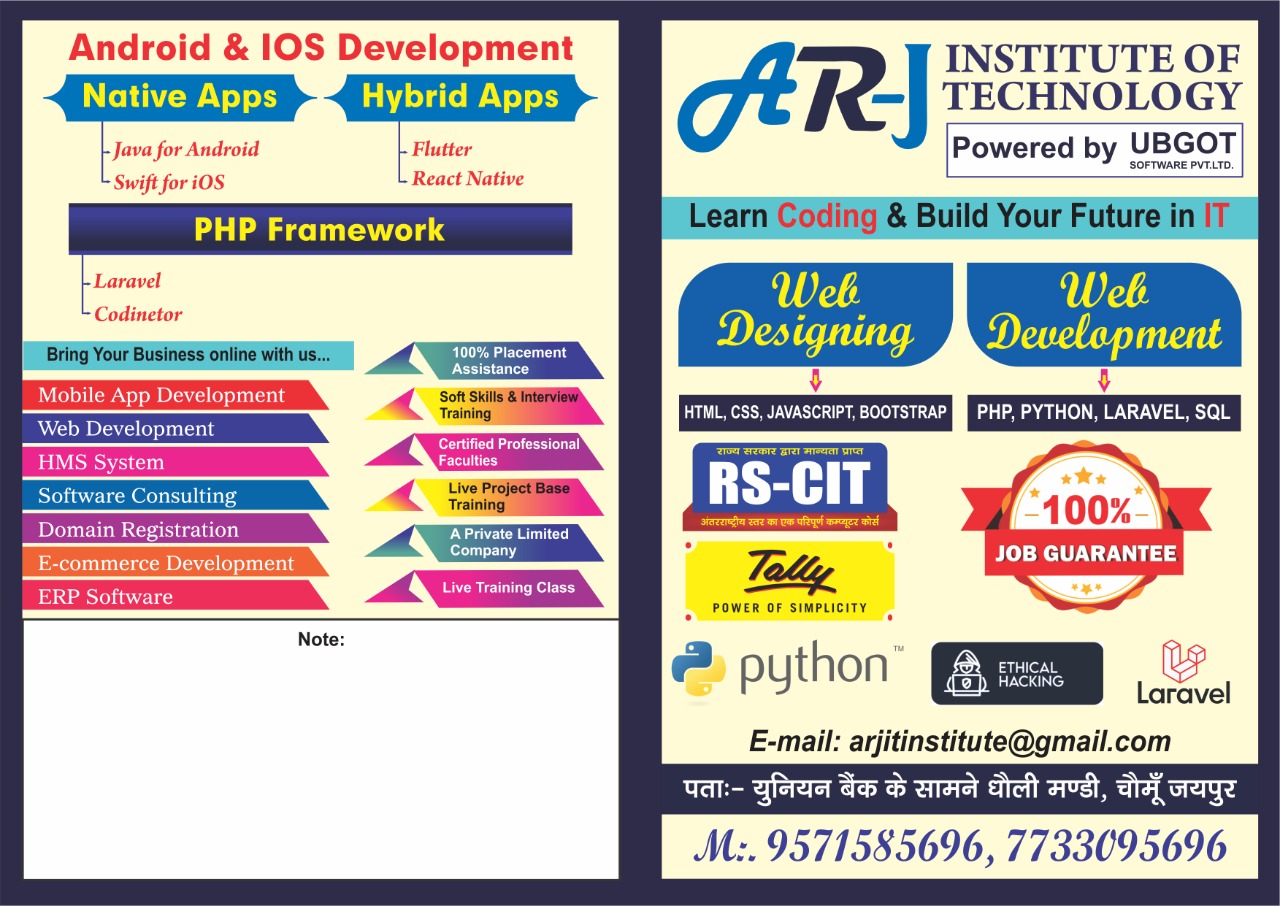 Android & IOS Development
Native Apps
Hybrid Apps
Java for Android
Swift for iOS
Flutter
React Native
PHP Framework
Laravel
Codinetor
Bring Your Business online with us...
Mobile App Development
Web Development
HMS System
Software Consulting
Domain Registration
E-commerce Development
ERP Software
100% Placement
Assistance
Soft Skills & Interview
Training
Certified Professional
Faculties
Live Project Base
Training
A Private Limited
Company
Live Training Class
Note:
AR-J
INSTITUTE OF
TECHNOLOGY
Powered by UBGOT
SOFTWARE PVT.LTD.
Learn Coding & Build Your Future in IT
Web
Designing
Web
Development
HTML, CSS, JAVASCRIPT, BOOTSTRAP
PHP, PYTHON, LARAVEL, SQL
राज्य सरकार द्वारा मान्यता प्राप्त
RS-CIT
अंतरराष्ट्रीय स्तर का एक परिपूर्ण कम्प्यूटर कोर्स
Tally
POWER OF SIMPLICITY
100%
JOB GUARANTEE
python™
ETHICAL
HACKING
Laravel
E-mail: arjitinstitute@gmail.com
पताः- युनियन बैंक के सामने धौली मण्डी, चौमूँ जयपुर
M:. 9571585696, 7733095696